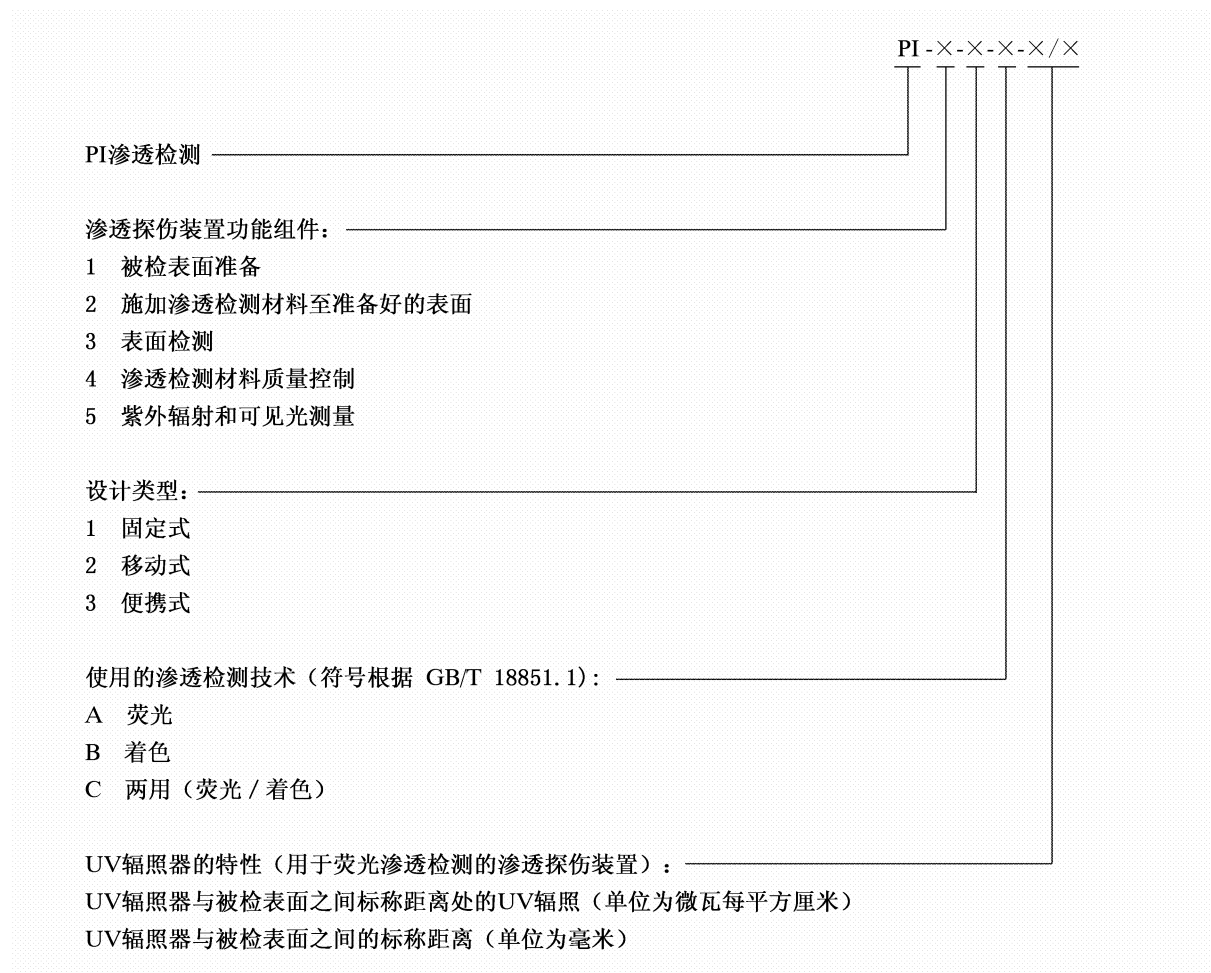 PI-×-×-×-×/×
PI渗透检测
渗透探伤装置功能组件：
1 被检表面准备
2 施加渗透检测材料至准备好的表面
3 表面检测
4 渗透检测材料质量控制
5 紫外辐射和可见光测量
设计类型：
1 固定式
2 移动式
3 便携式
使用的渗透检测技术（符号根据 GB/T 18851.1）：
A 荧光
B 着色
C 两用（荧光/着色）
UV辐照器的特性（用于荧光渗透检测的渗透探伤装置）：
UV辐照器与被检表面之间标称距离处的UV辐照（单位为微瓦每平方厘米）
UV辐照器与被检表面之间的标称距离（单位为毫米）